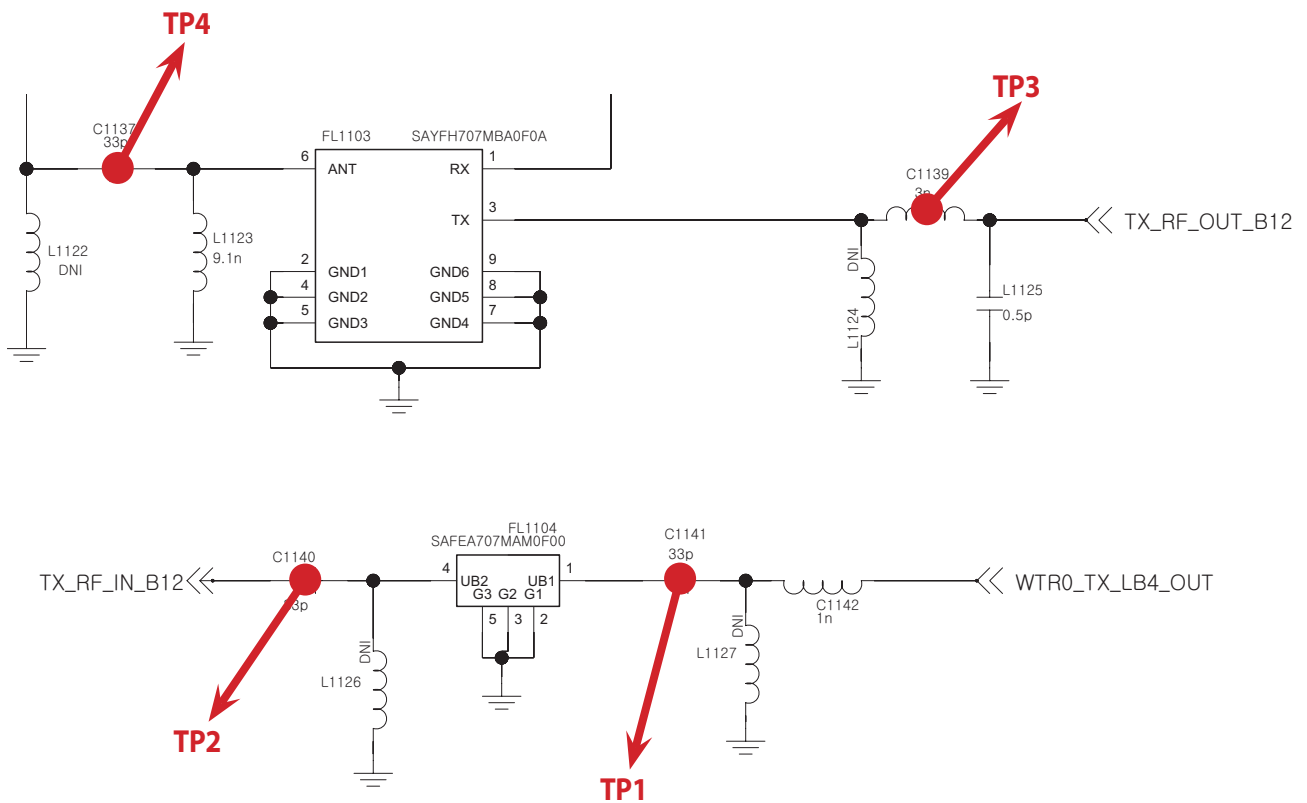 TP4
TP3
C1137
33p
FL1103
SAYFH707MBA0F0A
6
ANT
RX
1
C1139
3n
TX
3
TX_RF_OUT_B12
L1122
DNI
L1123
9.1n
2
GND1
GND6
9
4
GND2
GND5
8
5
GND3
GND4
7
DNI
L1124
L1125
0.5p
FL1104
SAFEA707MAM0F00
C1140
C1141
33p
TX_RF_IN_B12
4
UB2
UB1
1
G3
G2
G1
5
3
2
WTR0_TX_LB4_OUT
C1142
1n
DNI
L1126
DNI
L1127
TP2
TP1